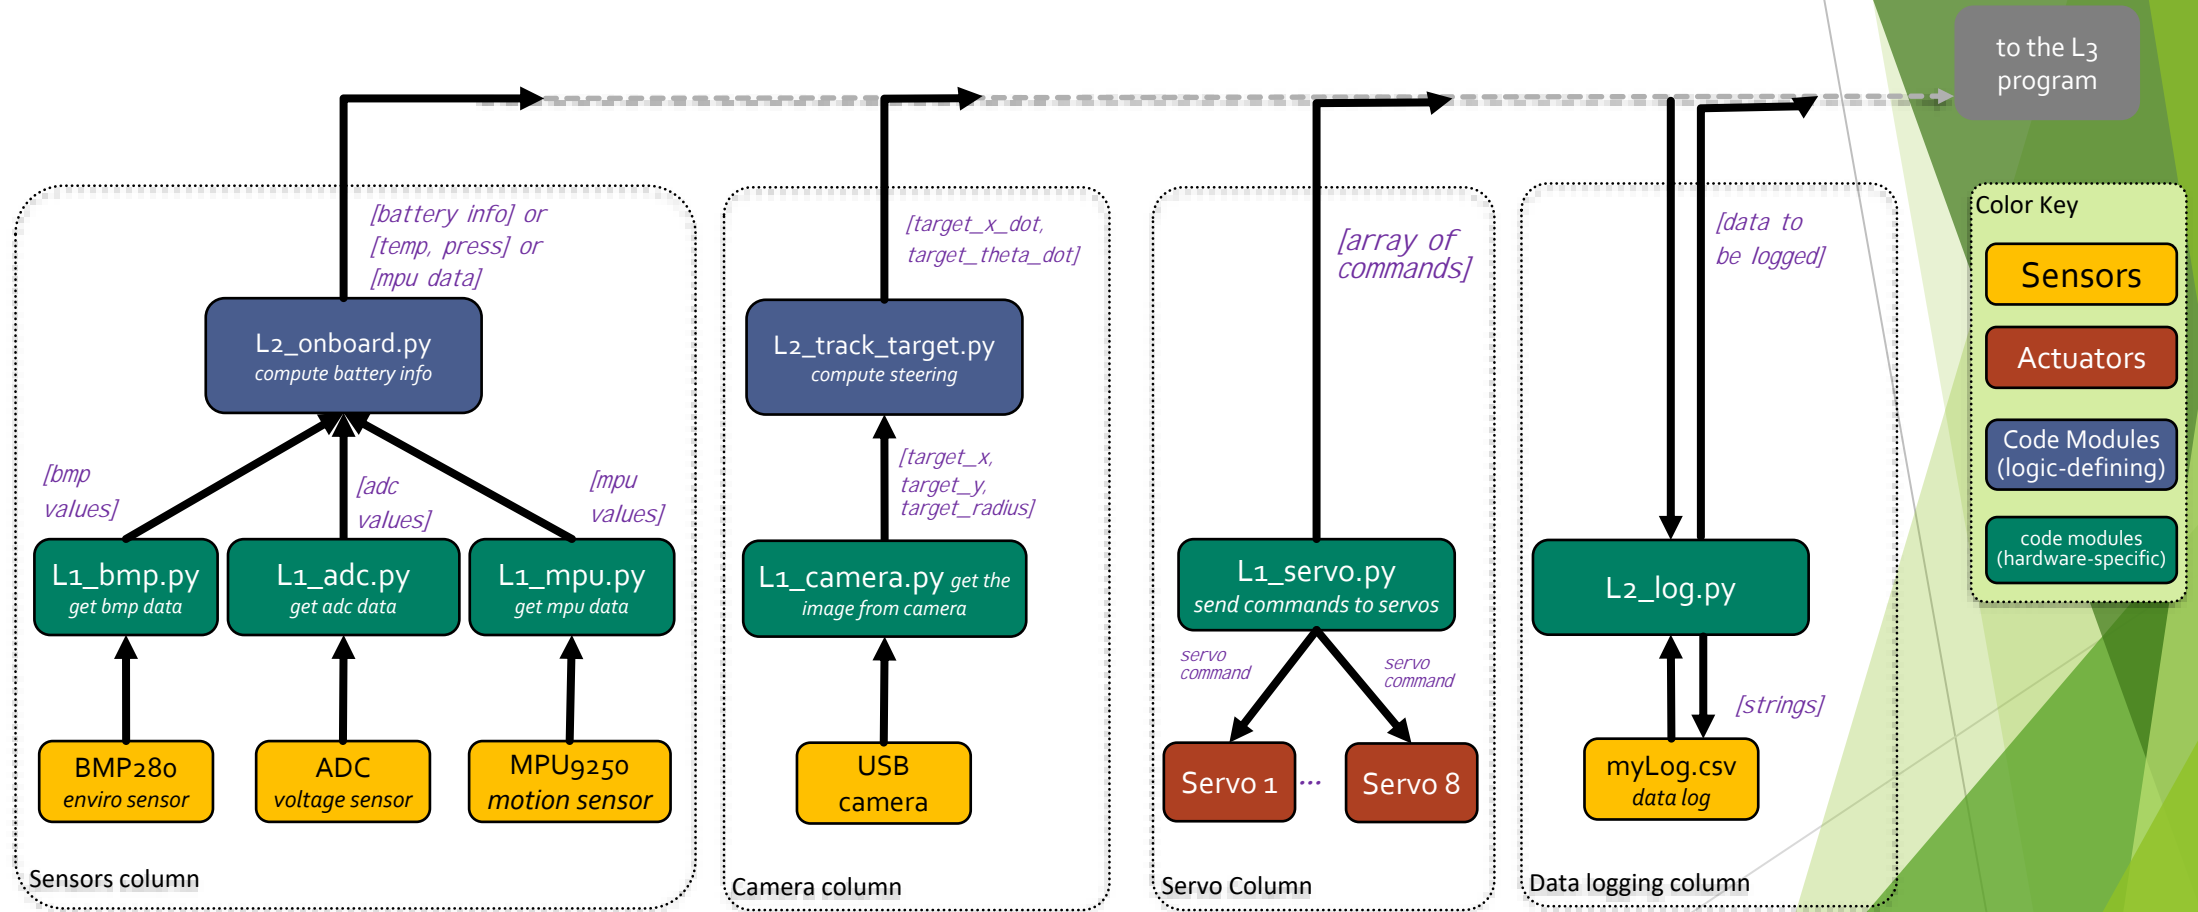 to the L3
program
[battery info] or
[temp, press] or
[mpu data]
L2_onboard.py
compute battery info
[bmp
values]
[adc
values]
[mpu
values]
L1_bmp.py
get bmp data
L1_adc.py
get adc data
L1_mpu.py
get mpu data
BMP280
enviro sensor
ADC
voltage sensor
MPU9250
motion sensor
Sensors column
[target_x_dot,
target_theta_dot]
L2_track_target.py
compute steering
[target_x,
target_y,
target_radius]
L1_camera.py get the
image from camera
USB
camera
Camera column
[array of
commands]
L1_servo.py
send commands to servos
servo
command
servo
command
Servo 1
...
Servo 8
Servo Column
[data to
be logged]
L2_log.py
[strings]
myLog.csv
data log
Data logging column
Color Key
Sensors
Actuators
Code Modules
(logic-defining)
code modules
(hardware-specific)